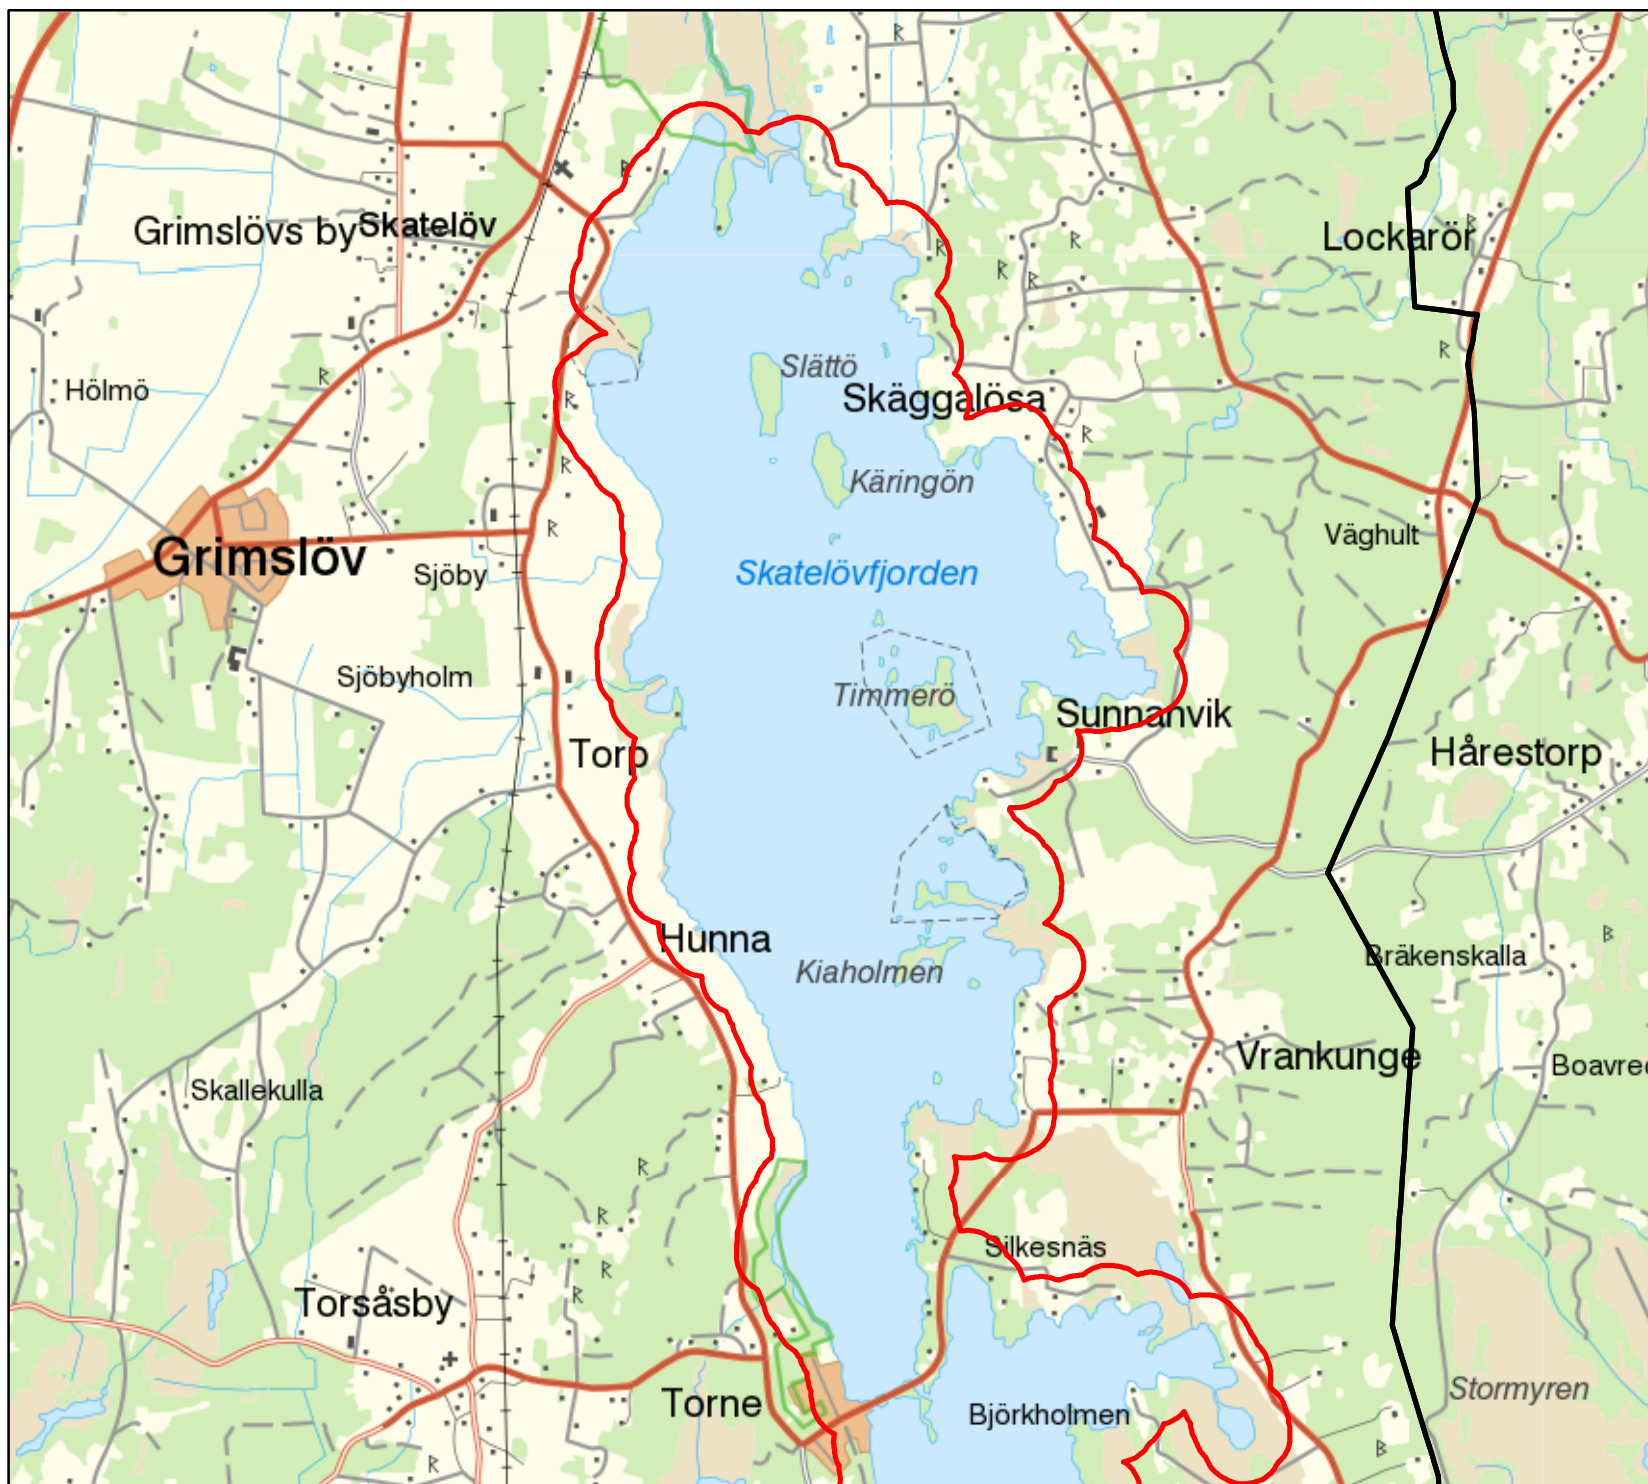 Grimslövs by
Skatelöv
Lockarör
Slättö
Hölmö
Skäggalösa
Käringön
Väghult
Grimslöv
Sjöby
Skatelövfjorden
Sjöbyholm
Timmerö
Sunnanvik
Torp
Hårestorp
Hunna
Kiaholmen
Bräkenskalla
Vrankunge
Boavred
Skallekulla
Silkesnäs
Torsåsby
Stormyren
Torne
Björkholmen